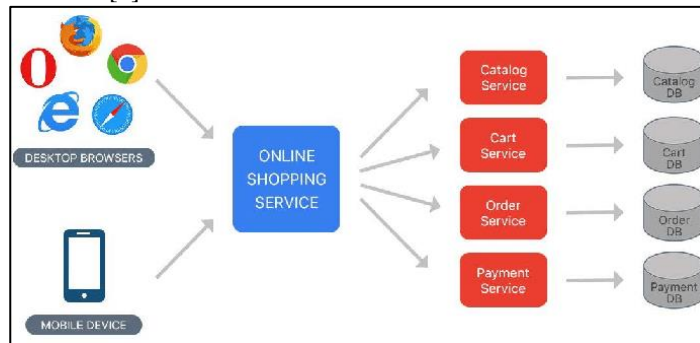 DESKTOP BROWSERS
MOBILE DEVICE
ONLINE
SHOPPING
SERVICE
Catalog
Service
Cart
Service
Order
Service
Payment
Service
Catalog
DB
Cart
DB
Order
DB
Payment
DB